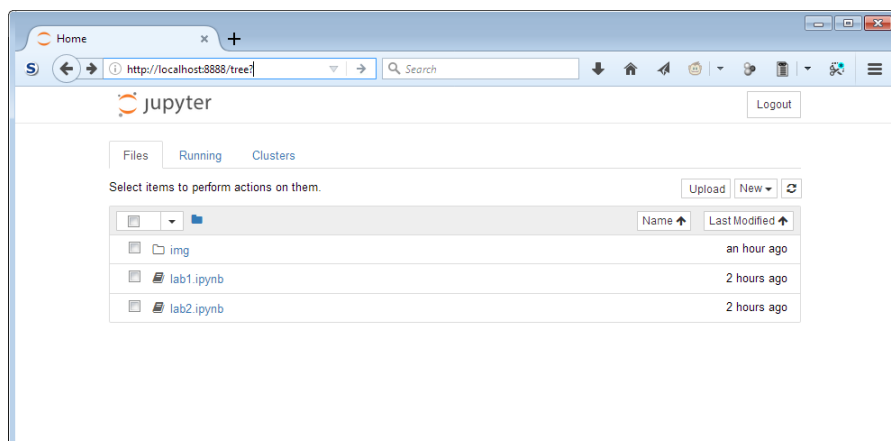 Home
S
http://localhost:8888/tree?
Search
jupyter
Logout
Files Running Clusters
Select items to perform actions on them.
Upload New
Name Last Modified
img an hour ago
lab1.ipynb 2 hours ago
lab2.ipynb 2 hours ago